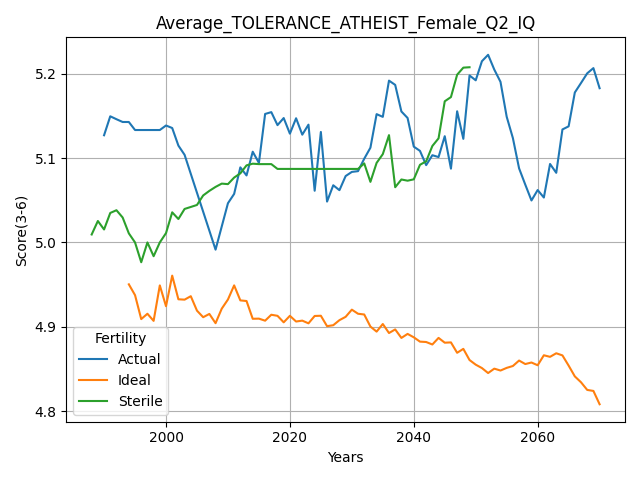 Average_TOLERANCE_ATHEIST_Female_Q2_IQ
Score(3-6)
5.2
5.1
5.0
4.9
4.8
Fertility
Actual
Ideal
Sterile
2000 2020 2040 2060
Years